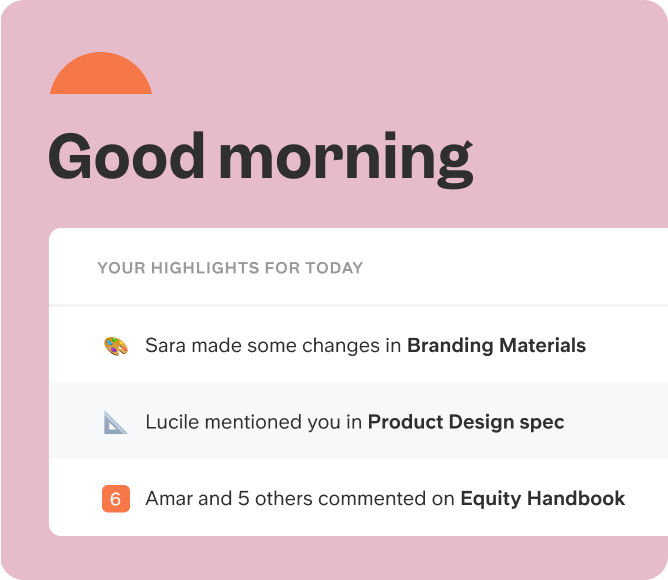 Good morning
YOUR HIGHLIGHTS FOR TODAY
Sara made some changes in Branding Materials
Lucile mentioned you in Product Design spec
6 Amar and 5 others commented on Equity Handbook